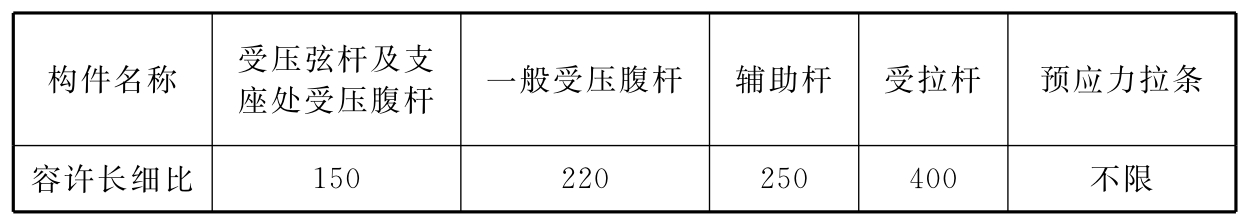 构件名称
受压弦杆及支
座处受压腹杆
一般受压腹杆
辅助杆
受拉杆
预应力拉条
容许长细比
150
220
250
400
不限